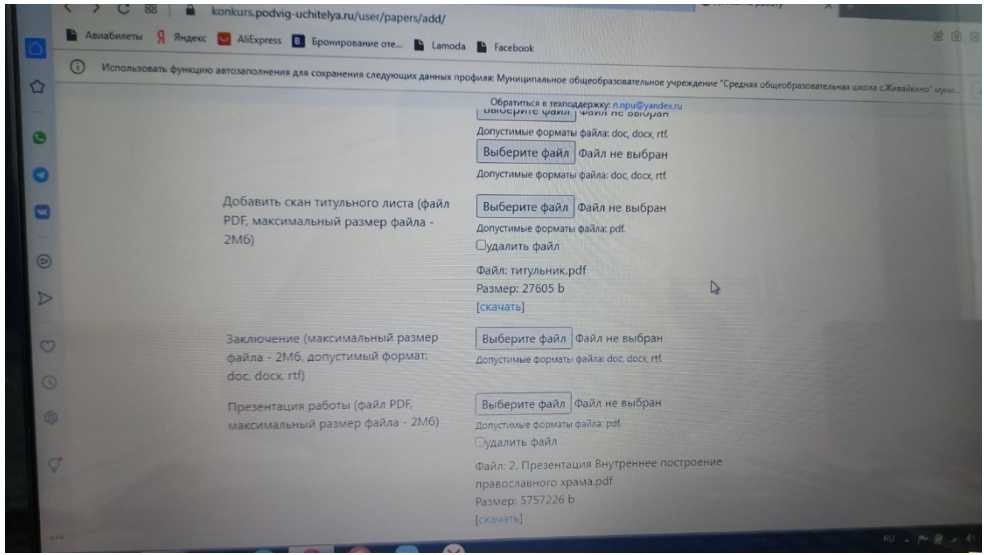 konkurs.podvig-uchitelya.ru/user/papers/add/
Авиабилеты Яндекс AliExpress Бронирование оте... Lamoda Facebook
Использовать функцию автозаполнения для сохранения следующих данных профиля: Муниципальное общеобразовательное учреждение "Средняя общеобразовательная школа с.Живайкино" муни...
Обратиться в техподдержку: n.npu@yandex.ru
Выберите файл Файл не выбран
Допустимые форматы файла: doc, docx, rtf.
Выберите файл Файл не выбран
Допустимые форматы файла: doc, docx, rtf.
Добавить скан титульного листа (файл
PDF, максимальный размер файла -
2Мб)
Выберите файл Файл не выбран
Допустимые форматы файла: pdf.
удалить файл
Файл: титульник.pdf
Размер: 27605 b
[скачать]
Заключение (максимальный размер
файла - 2Мб, допустимый формат:
doc, docx, rtf)
Выберите файл Файл не выбран
Допустимые форматы файла: doc, docx, rtf.
Презентация работы (файл PDF,
максимальный размер файла - 2Мб)
Выберите файл Файл не выбран
Допустимые форматы файла: pdf.
удалить файл
Файл: 2. Презентация Внутреннее построение
православного храма.pdf
Размер: 5757226 b
[скачать]
RU